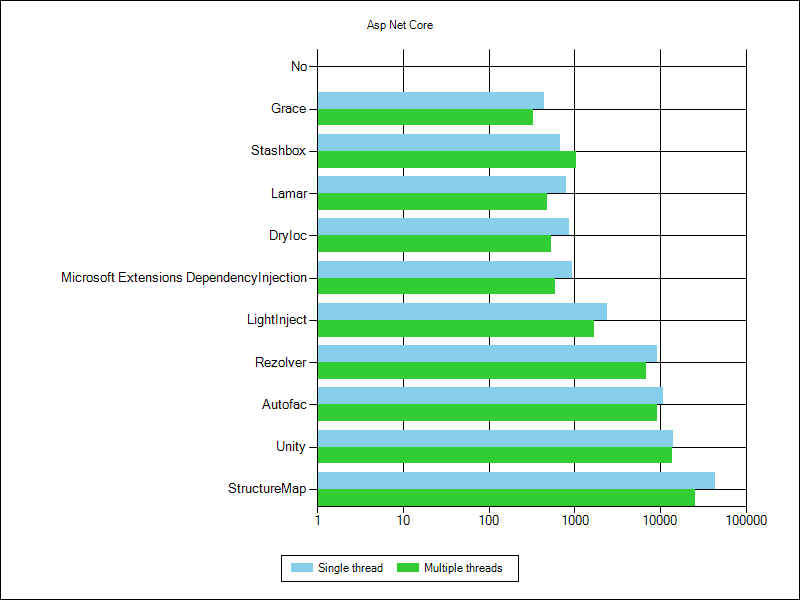 Asp Net Core
No
Grace
Stashbox
Lamar
DryIoc
Microsoft Extensions DependencyInjection
LightInject
Rezolver
Autofac
Unity
StructureMap
1 10 100 1000 10000 100000
Single thread Multiple threads